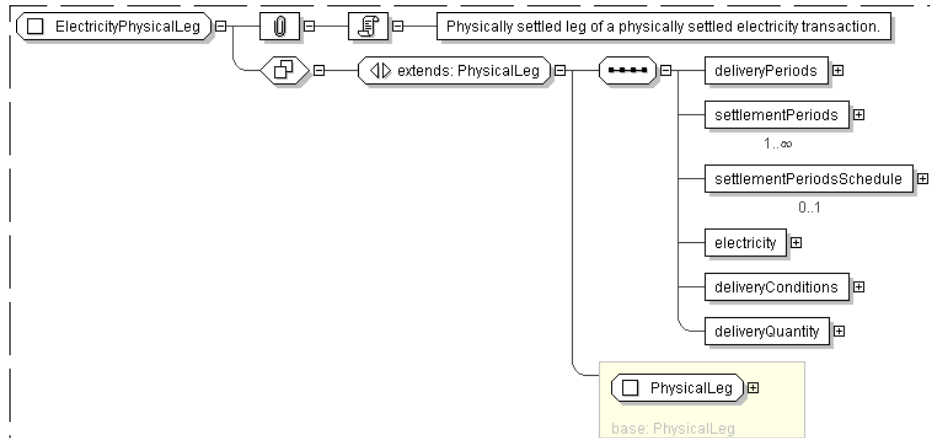 ElectricityPhysicalLeg
Physically settled leg of a physically settled electricity transaction.
extends: PhysicalLeg
deliveryPeriods
settlementPeriods
1..∞
settlementPeriodsSchedule
0..1
electricity
deliveryConditions
deliveryQuantity
PhysicalLeg
base: PhysicalLeg